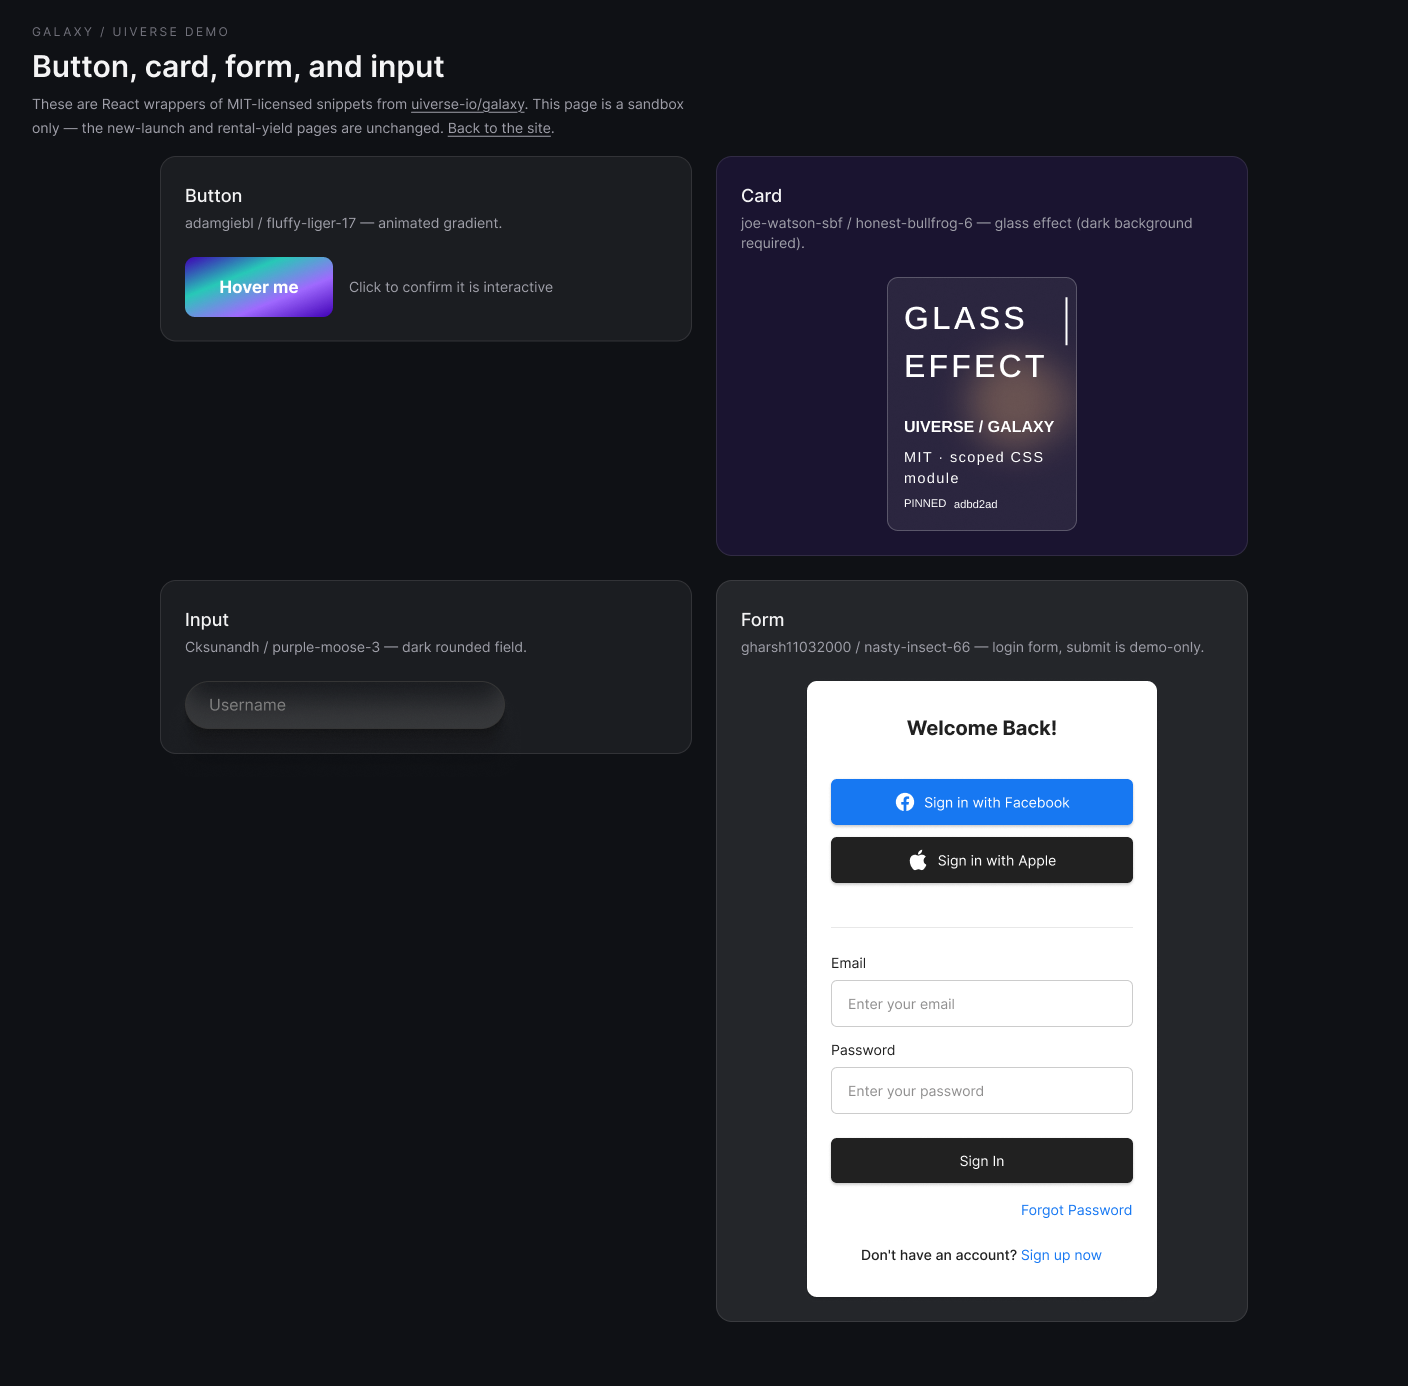 GALAXY / UIVERSE DEMO
Button, card, form, and input
These are React wrappers of MIT-licensed snippets from uiverse-io/galaxy. This page is a sandbox
only — the new-launch and rental-yield pages are unchanged. Back to the site.
Button
adamgiebl / fluffy-liger-17 — animated gradient.
Hover me
Click to confirm it is interactive
Card
joe-watson-sbf / honest-bullfrog-6 — glass effect (dark background
required).
GLASS
EFFECT
UIVERSE / GALAXY
MIT · scoped CSS
module
PINNED adbd2ad
Input
Cksunandh / purple-moose-3 — dark rounded field.
Username
Form
gharsh11032000 / nasty-insect-66 — login form, submit is demo-only.
Welcome Back!
Sign in with Facebook
Sign in with Apple
Email
Enter your email
Password
Enter your password
Sign In
Forgot Password
Don't have an account? Sign up now